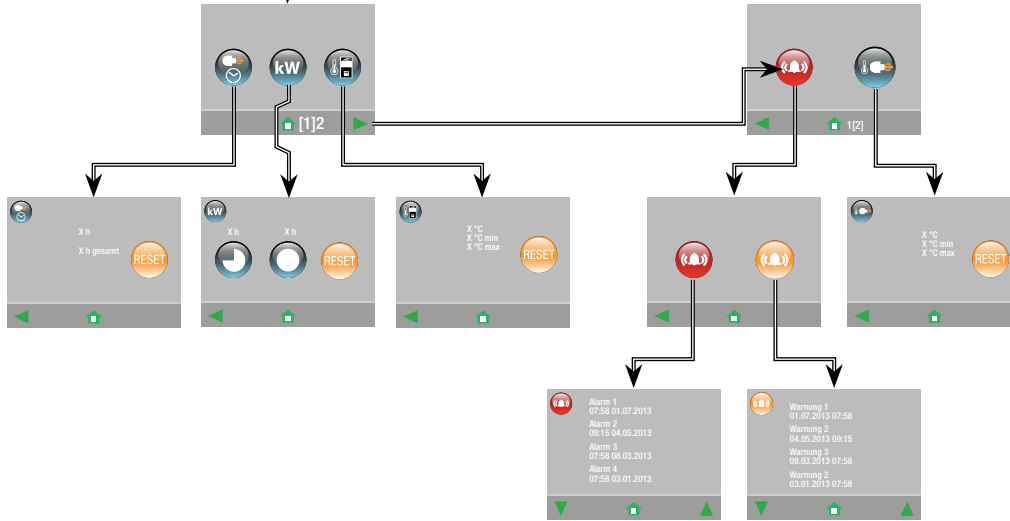 kW
[1]2
1[2]
X h
X h gesamt
RESET
kW
X h
X h
RESET
X °C
X °C min
X °C max
RESET
X °C
X °C min
X °C max
RESET
Alarm 1
07:58 01.07.2013
Alarm 2
09:15 04.05.2013
Alarm 3
07:58 08.03.2013
Alarm 4
07:58 03.01.2013
Warnung 1
01.07.2013 07:58
Warnung 2
04.05.2013 09:15
Warnung 3
08.03.2013 07:58
Warnung 2
03.01.2013 07:58